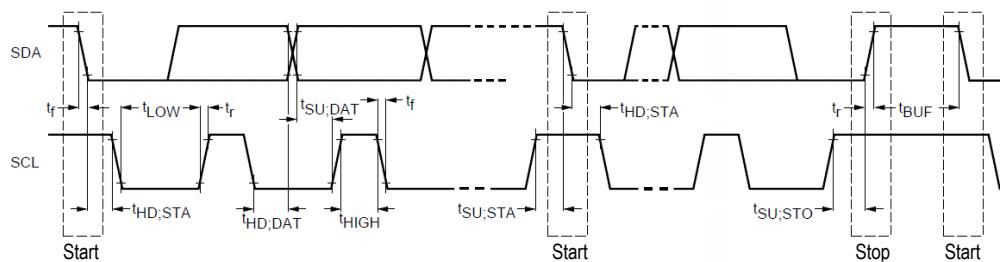 SDA
tf tLOW tr tSU;DAT tf tHD;STA tr tBUF
SCL
tHD;STA tHD;DAT tHIGH tSU;STA tSU;STO
Start Start Stop Start